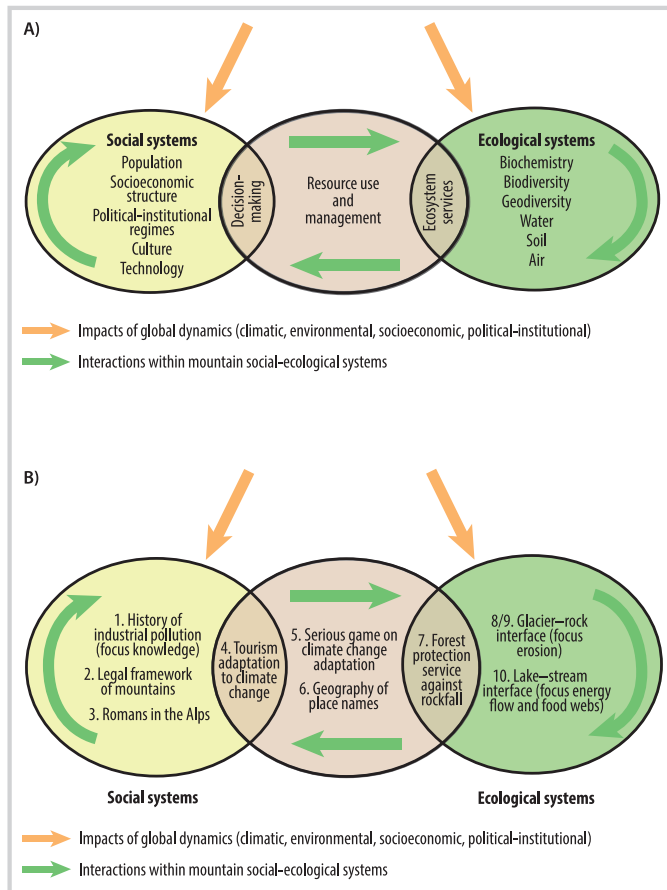 A)
Social systems
Population
Socioeconomic
structure
Political–institutional
regimes
Culture
Technology
Decision-
making
Resource use
and
management
Ecosystem
services
Ecological systems
Biochemistry
Biodiversity
Geodiversity
Water
Soil
Air
Impacts of global dynamics (climatic, environmental, socioeconomic, political–institutional)
Interactions within mountain social–ecological systems
B)
1. History of
industrial pollution
(focus knowledge)
2. Legal framework
of mountains
3. Romans in the Alps
4. Tourism
adaptation
to climate
change
5. Serious game on
climate change
adaptation
6. Geography of
place names
7. Forest
protection
service
against
rockfall
8/9. Glacier–rock
interface (focus
erosion)
10. Lake–stream
interface (focus energy
flow and food webs)
Social systems
Ecological systems
Impacts of global dynamics (climatic, environmental, socioeconomic, political–institutional)
Interactions within mountain social–ecological systems